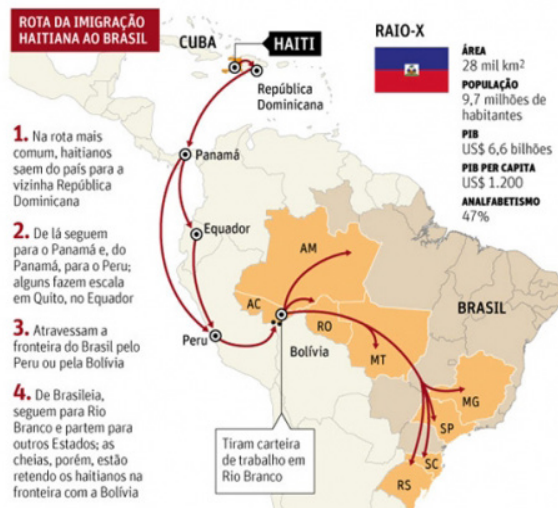 ROTA DA IMIGRAÇÃO
HAITIANA AO BRASIL
1. Na rota mais
comum, haitianos
saem do país para a
vizinha República
Dominicana
2. De lá seguem
para o Panamá e, do
Panamá, para o Peru;
alguns fazem escala
em Quito, no Equador
3. Atravessam a
fronteira do Brasil pelo
Peru ou pela Bolívia
4. De Brasileia,
seguem para Rio
Branco e partem para
outros Estados; as
cheias, porém, estão
retendo os haitianos na
fronteira com a Bolívia
CUBA
HAITI
República
Dominicana
Panamá
Equador
Peru
Bolívia
AM
AC
RO
MT
BRASIL
MG
SP
SC
RS
Tiram carteira
de trabalho em
Rio Branco
RAIO-X
ÁREA
28 mil km²
POPULAÇÃO
9,7 milhões de
habitantes
PIB
US$ 6,6 bilhões
PIB PER CAPITA
US$ 1.200
ANALFABETISMO
47%